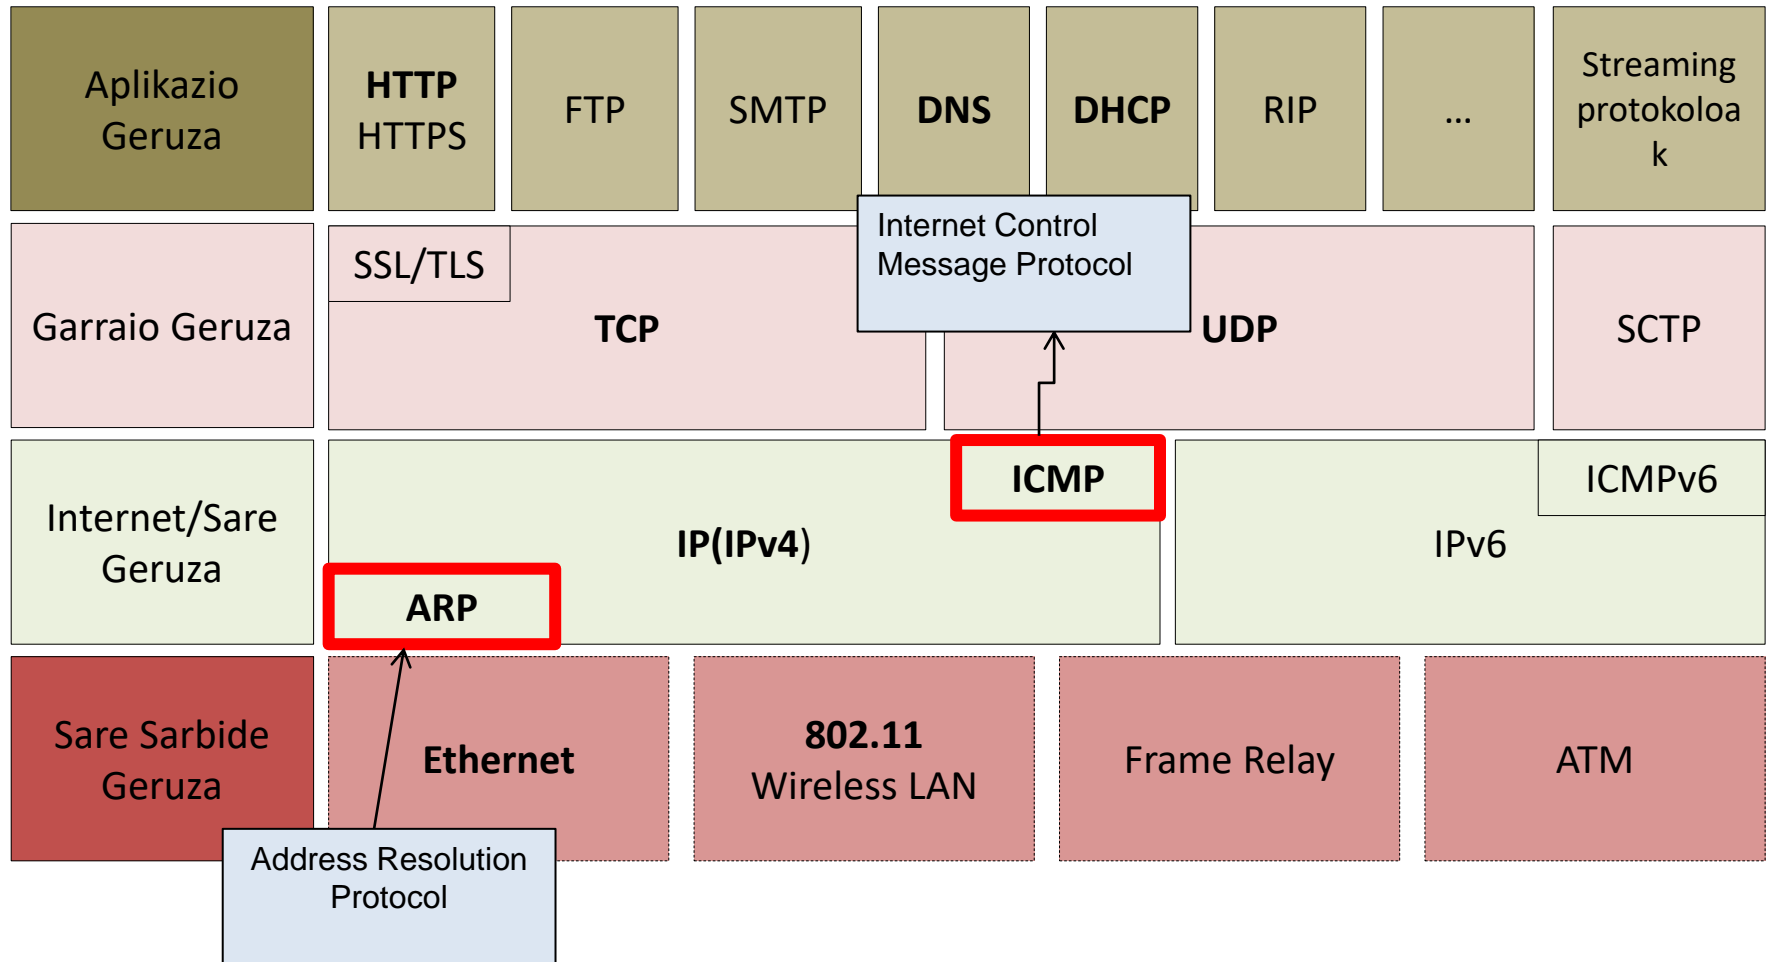 Aplikazio
Geruza
HTTP
HTTPS
FTP
SMTP
DNS
DHCP
RIP
...
Streaming
protokoloa
k
Garraio Geruza
SSL/TLS
TCP
Internet Control
Message Protocol
UDP
SCTP
Internet/Sare
Geruza
ICMP
IP(IPv4)
ARP
ICMPv6
IPv6
Sare Sarbide
Geruza
Ethernet
802.11
Wireless LAN
Frame Relay
ATM
Address Resolution
Protocol